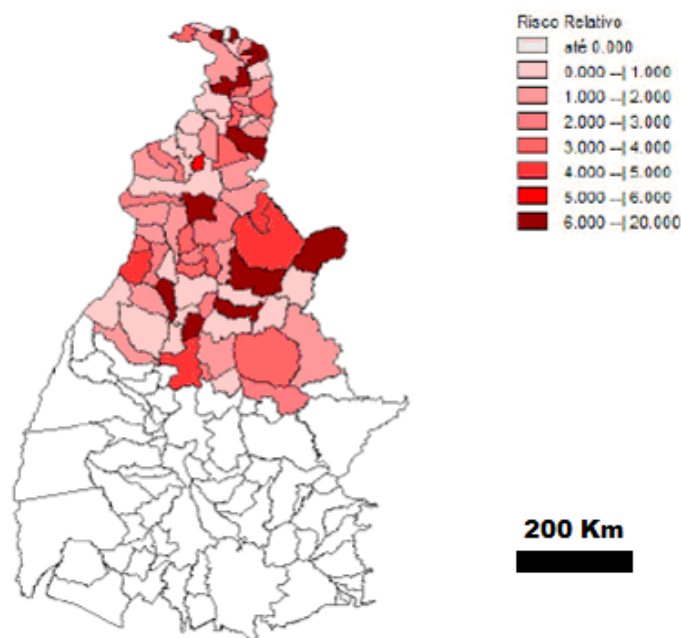 Risco Relativo
até 0.000
0.000 --| 1.000
1.000 --| 2.000
2.000 --| 3.000
3.000 --| 4.000
4.000 --| 5.000
5.000 --| 6.000
6.000 --| 20.000
200 Km